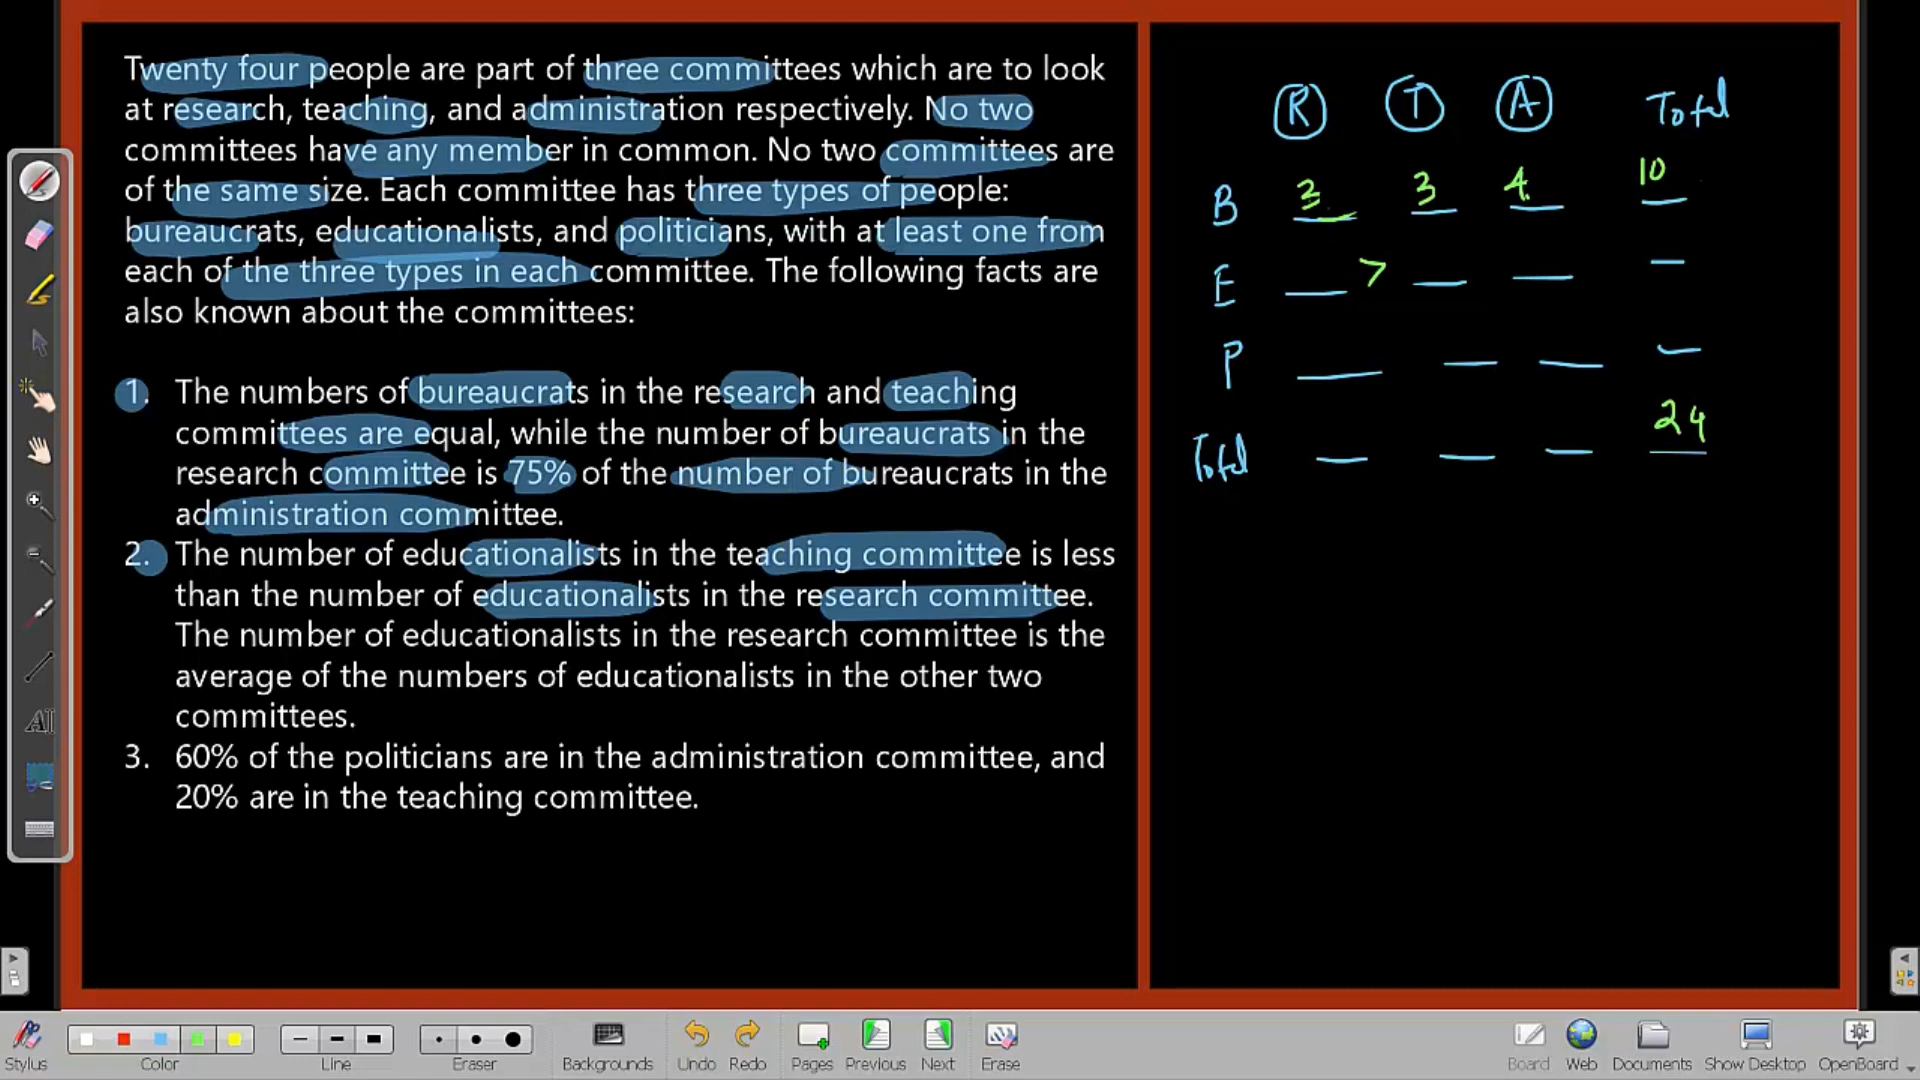 Twenty four people are part of three committees which are to look
at research, teaching, and administration respectively. No two
committees have any member in common. No two committees are
of the same size. Each committee has three types of people:
bureaucrats, educationalists, and politicians, with at least one from
each of the three types in each committee. The following facts are
also known about the committees:
1. The numbers of bureaucrats in the research and teaching
committees are equal, while the number of bureaucrats in the
research committee is 75% of the number of bureaucrats in the
administration committee.
2. The number of educationalists in the teaching committee is less
than the number of educationalists in the research committee.
The number of educationalists in the research committee is the
average of the numbers of educationalists in the other two
committees.
3. 60% of the politicians are in the administration committee, and
20% are in the teaching committee.
R T A Total
B 3 3 4 10
E >
P
Total 24
Stylus Color Line Eraser Backgrounds Undo Redo Pages Previous Next Erase Board Web Documents Show Desktop OpenBoard